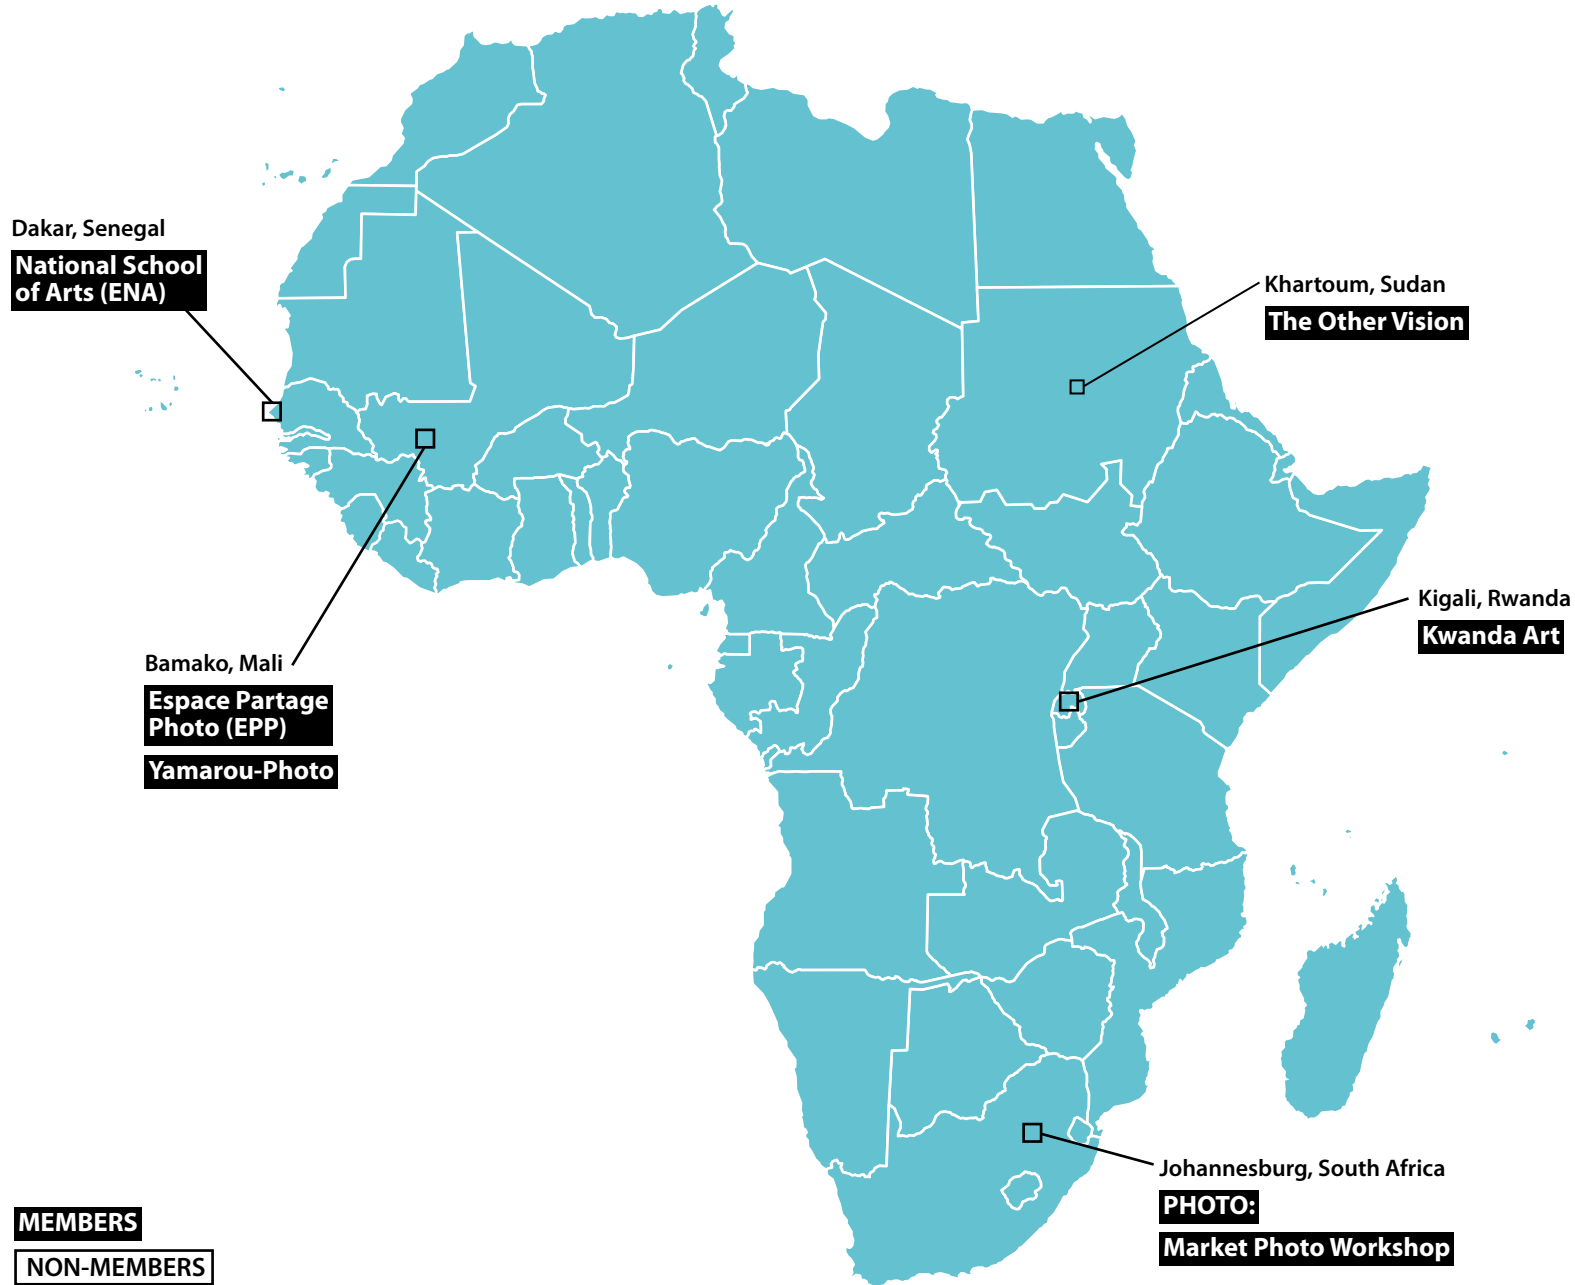 Dakar, Senegal
National School
of Arts (ENA)
Khartoum, Sudan
The Other Vision
Kigali, Rwanda
Kwanda Art
Bamako, Mali
Espace Partage
Photo (EPP)
Yamarou-Photo
Johannesburg, South Africa
PHOTO:
Market Photo Workshop
MEMBERS
NON-MEMBERS